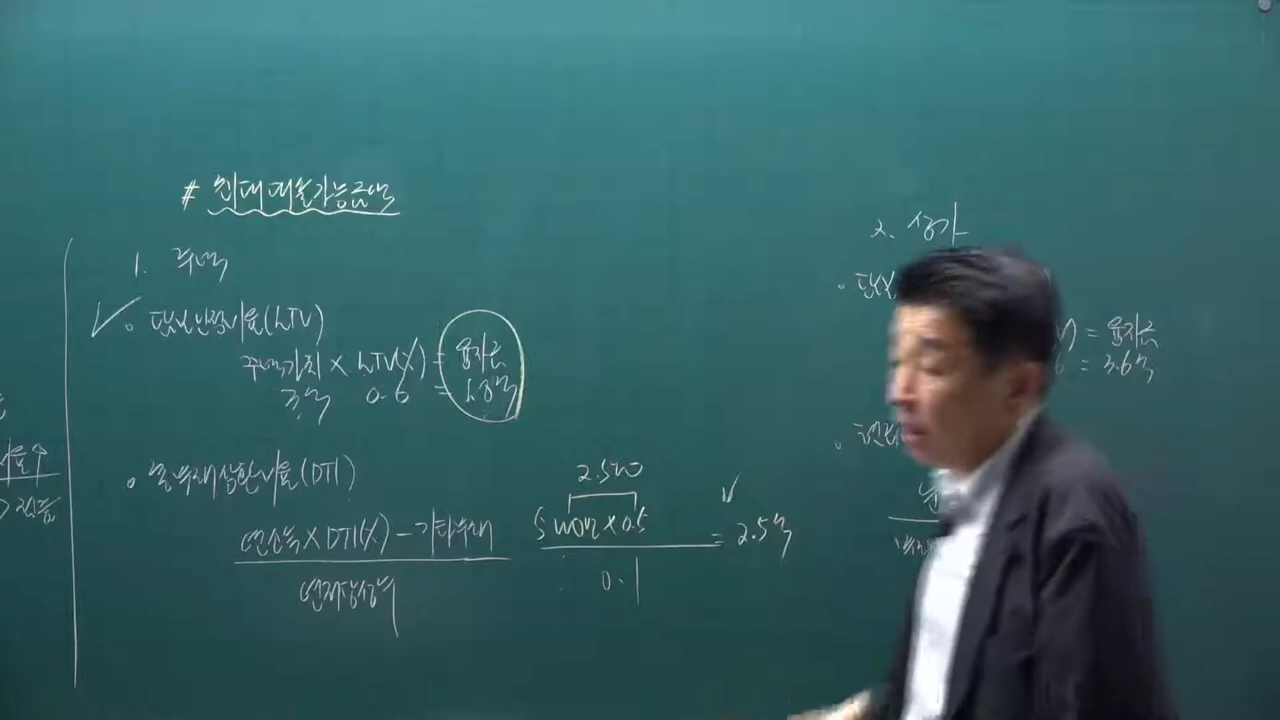 # 최대대출가능금액
1. 주택
✓ • 담보인정비율(LTV)
주택가치 × LTV(X) = 융자금
3억 0.6 = 1.8억
• 총부채상환비율(DTI)
연소득 × DTI(X) - 기타부채
연저당상수
2.500
5000만 × 0.5
0.1
= 2.5억
✓
2. 상가
• 담보
) = 융자금
= 3.6억